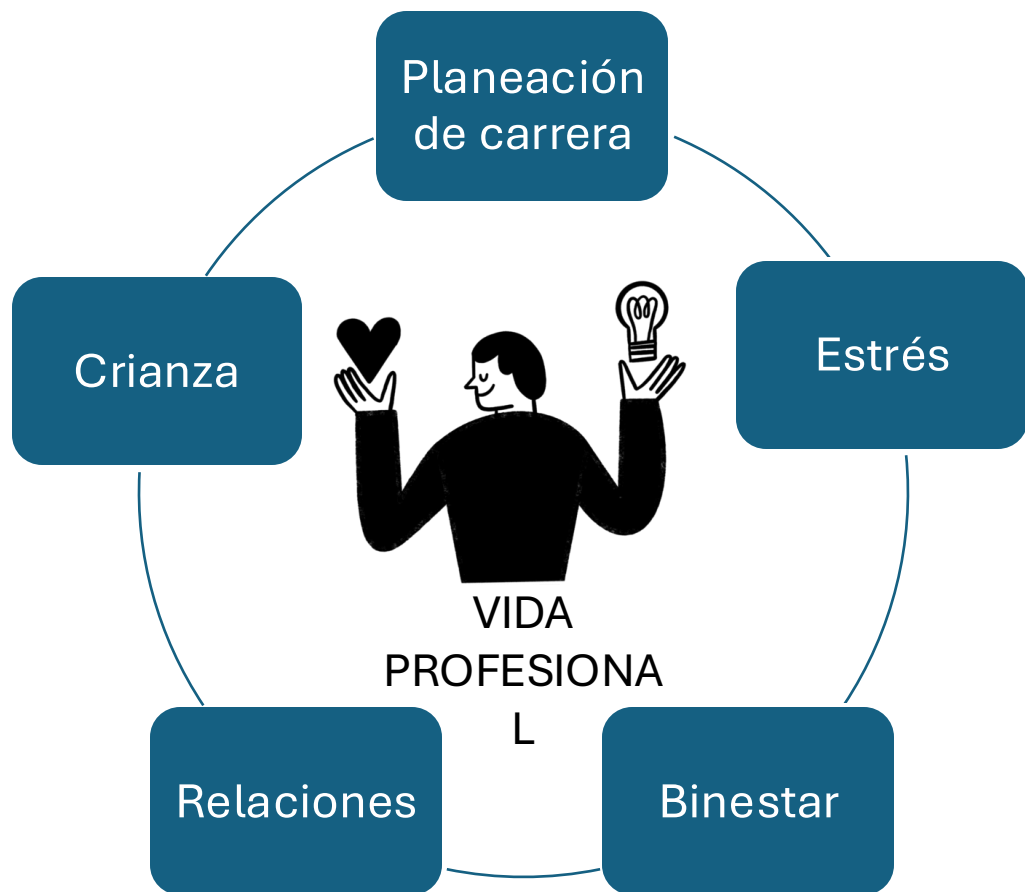 Planeación
de carrera
Estrés
Binestar
Relaciones
Crianza
VIDA
PROFESIONA
L